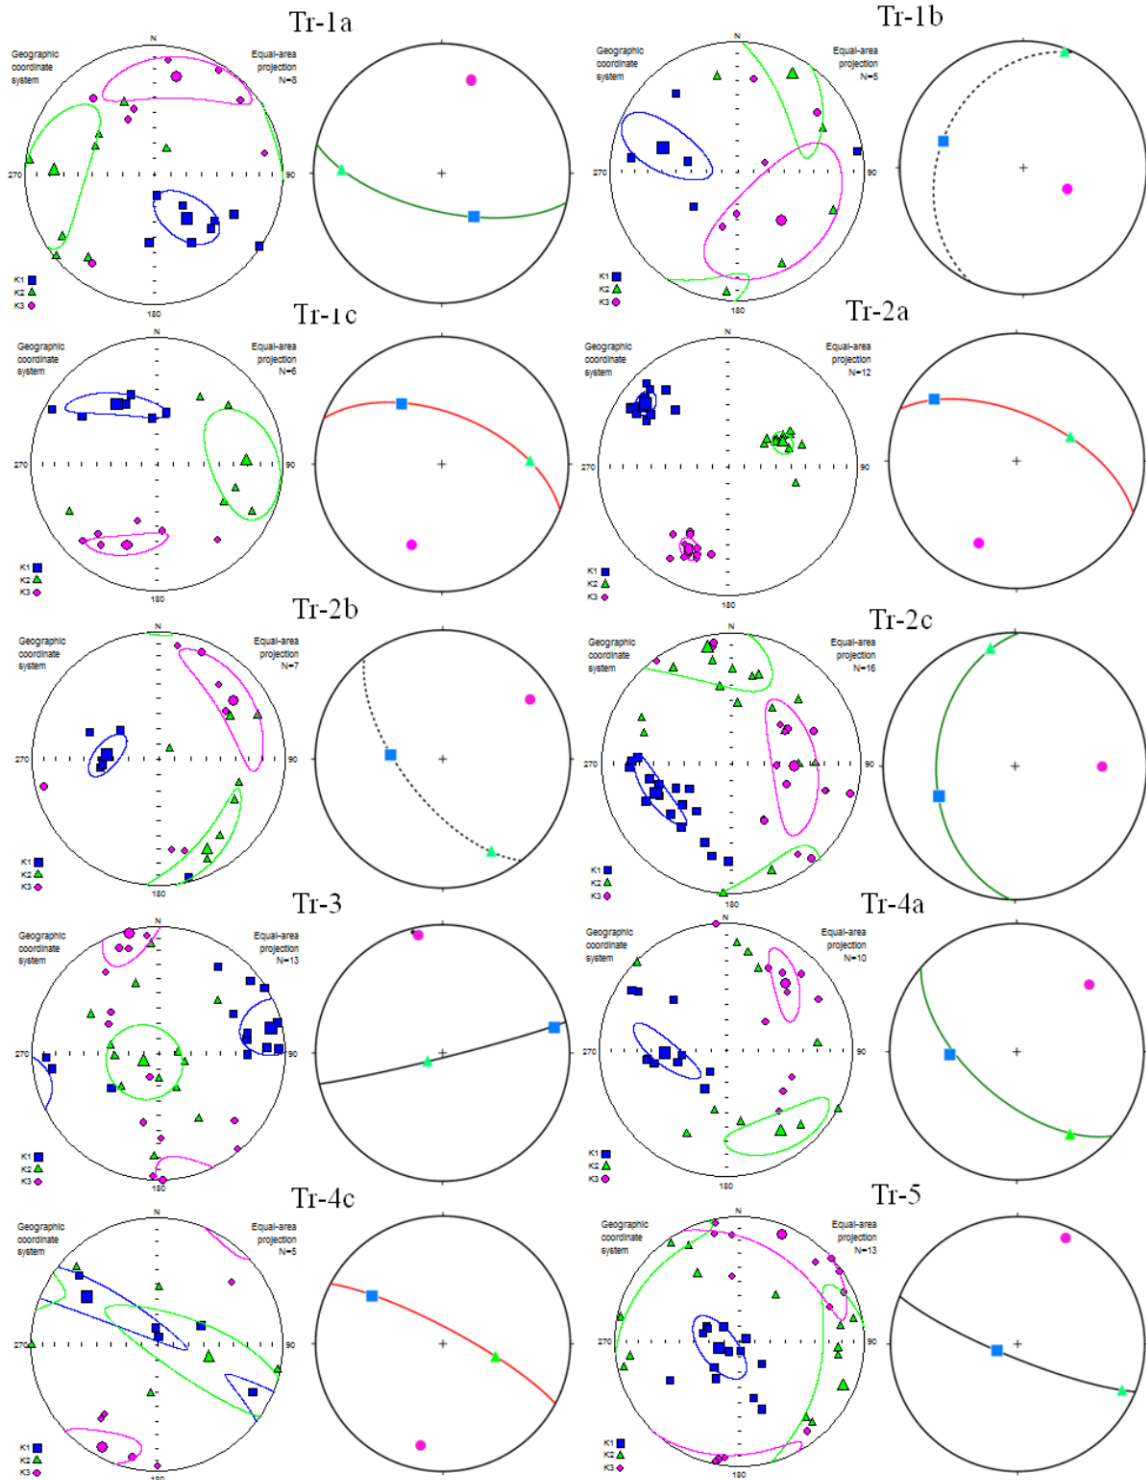 Tr-1a
Geographic
coordinate
system
N
Equal-area
projection
N=8
270
90
K1
K2
K3
180
Tr-1b
Geographic
coordinate
system
N
Equal-area
projection
N=5
270
90
K1
K2
K3
180
Tr-1c
Geographic
coordinate
system
N
Equal-area
projection
N=6
270
90
K1
K2
K3
180
Tr-2a
Geographic
coordinate
system
N
Equal-area
projection
N=12
270
90
K1
K2
K3
180
Tr-2b
Geographic
coordinate
system
N
Equal-area
projection
N=7
270
90
K1
K2
K3
180
Tr-2c
Geographic
coordinate
system
N
Equal-area
projection
N=16
270
90
K1
K2
K3
180
Tr-3
Geographic
coordinate
system
N
Equal-area
projection
N=13
270
90
K1
K2
K3
180
Tr-4a
Geographic
coordinate
system
N
Equal-area
projection
N=10
270
90
K1
K2
K3
180
Tr-4c
Geographic
coordinate
system
N
Equal-area
projection
N=5
270
90
K1
K2
K3
180
Tr-5
Geographic
coordinate
system
N
Equal-area
projection
N=13
270
90
K1
K2
K3
180